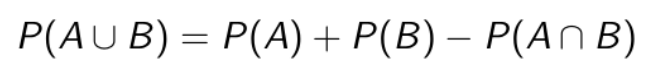 P(A ∪ B) = P(A) + P(B) − P(A ∩ B)